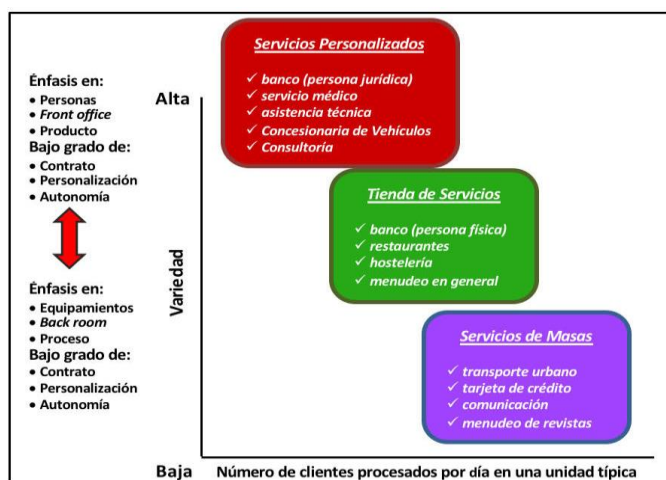 Énfasis en:
• Personas
• Front office
• Producto
Bajo grado de:
• Contrato
• Personalización
• Autonomía
Énfasis en:
• Equipamientos
• Back room
• Proceso
Bajo grado de:
• Contrato
• Personalización
• Autonomía
Alta
Variedad
Baja
Servicios Personalizados
✓ banco (persona jurídica)
✓ servicio médico
✓ asistencia técnica
✓ Concesionaria de Vehículos
✓ Consultoría
Tienda de Servicios
✓ banco (persona física)
✓ restaurantes
✓ hostelería
✓ menudeo en general
Servicios de Masas
✓ transporte urbano
✓ tarjeta de crédito
✓ comunicación
✓ menudeo de revistas
Número de clientes procesados por día en una unidad típica